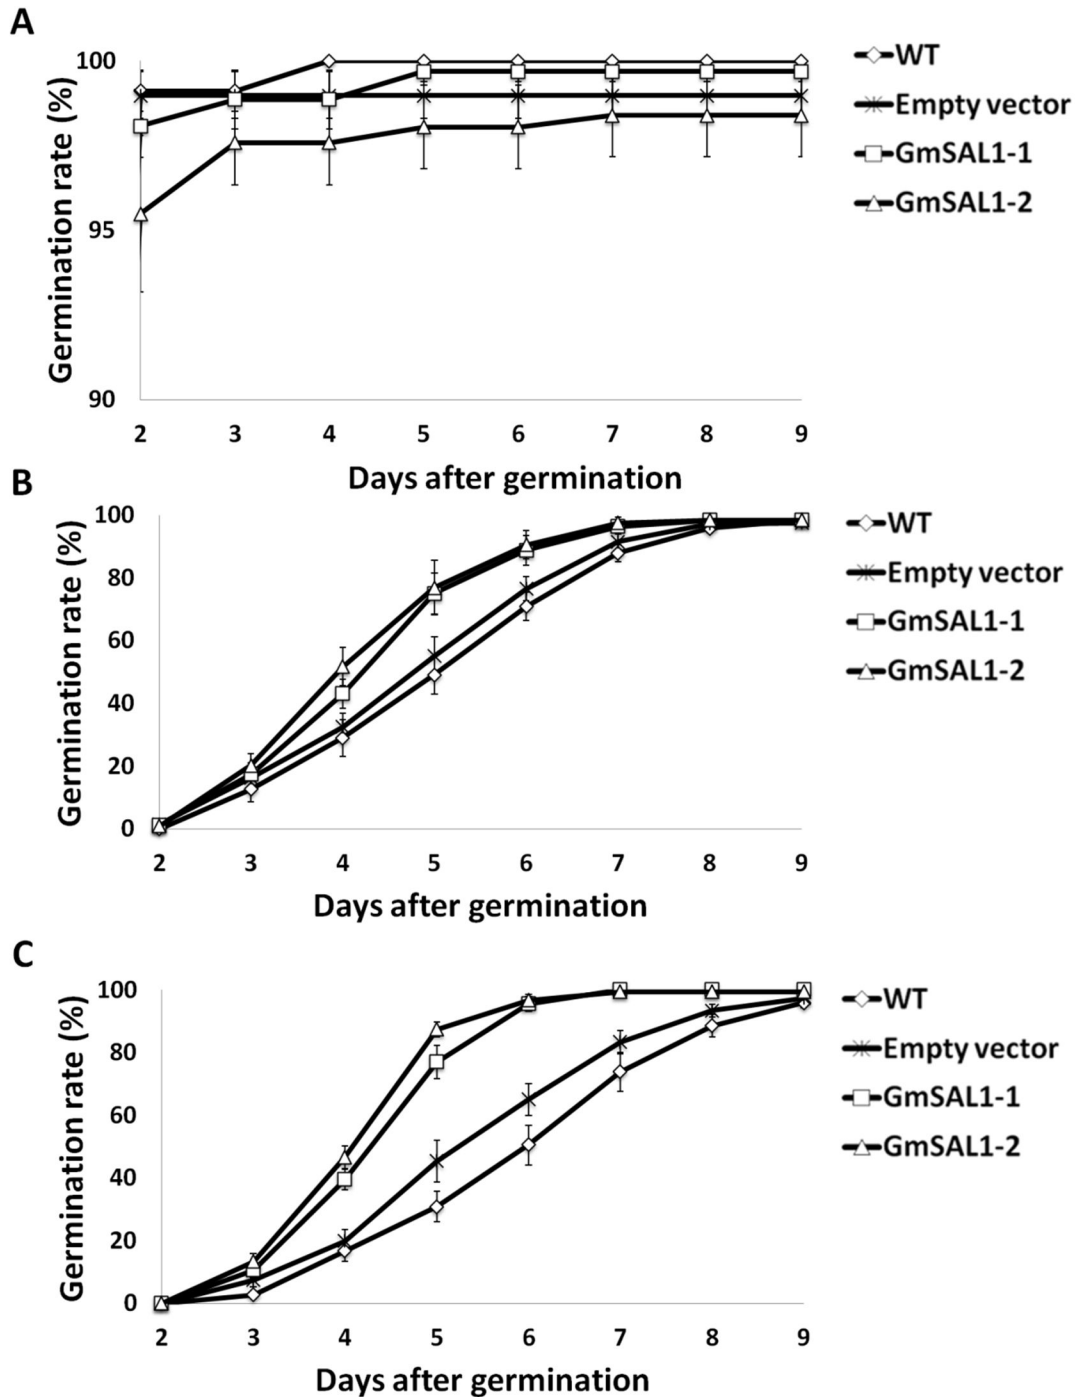 A
Germination rate (%)
100
95
90
2 3 4 5 6 7 8 9
Days after germination
WT
Empty vector
GmSAL1-1
GmSAL1-2
B
Germination rate (%)
100
80
60
40
20
0
2 3 4 5 6 7 8 9
Days after germination
WT
Empty vector
GmSAL1-1
GmSAL1-2
C
Germination rate (%)
100
80
60
40
20
0
2 3 4 5 6 7 8 9
Days after germination
WT
Empty vector
GmSAL1-1
GmSAL1-2